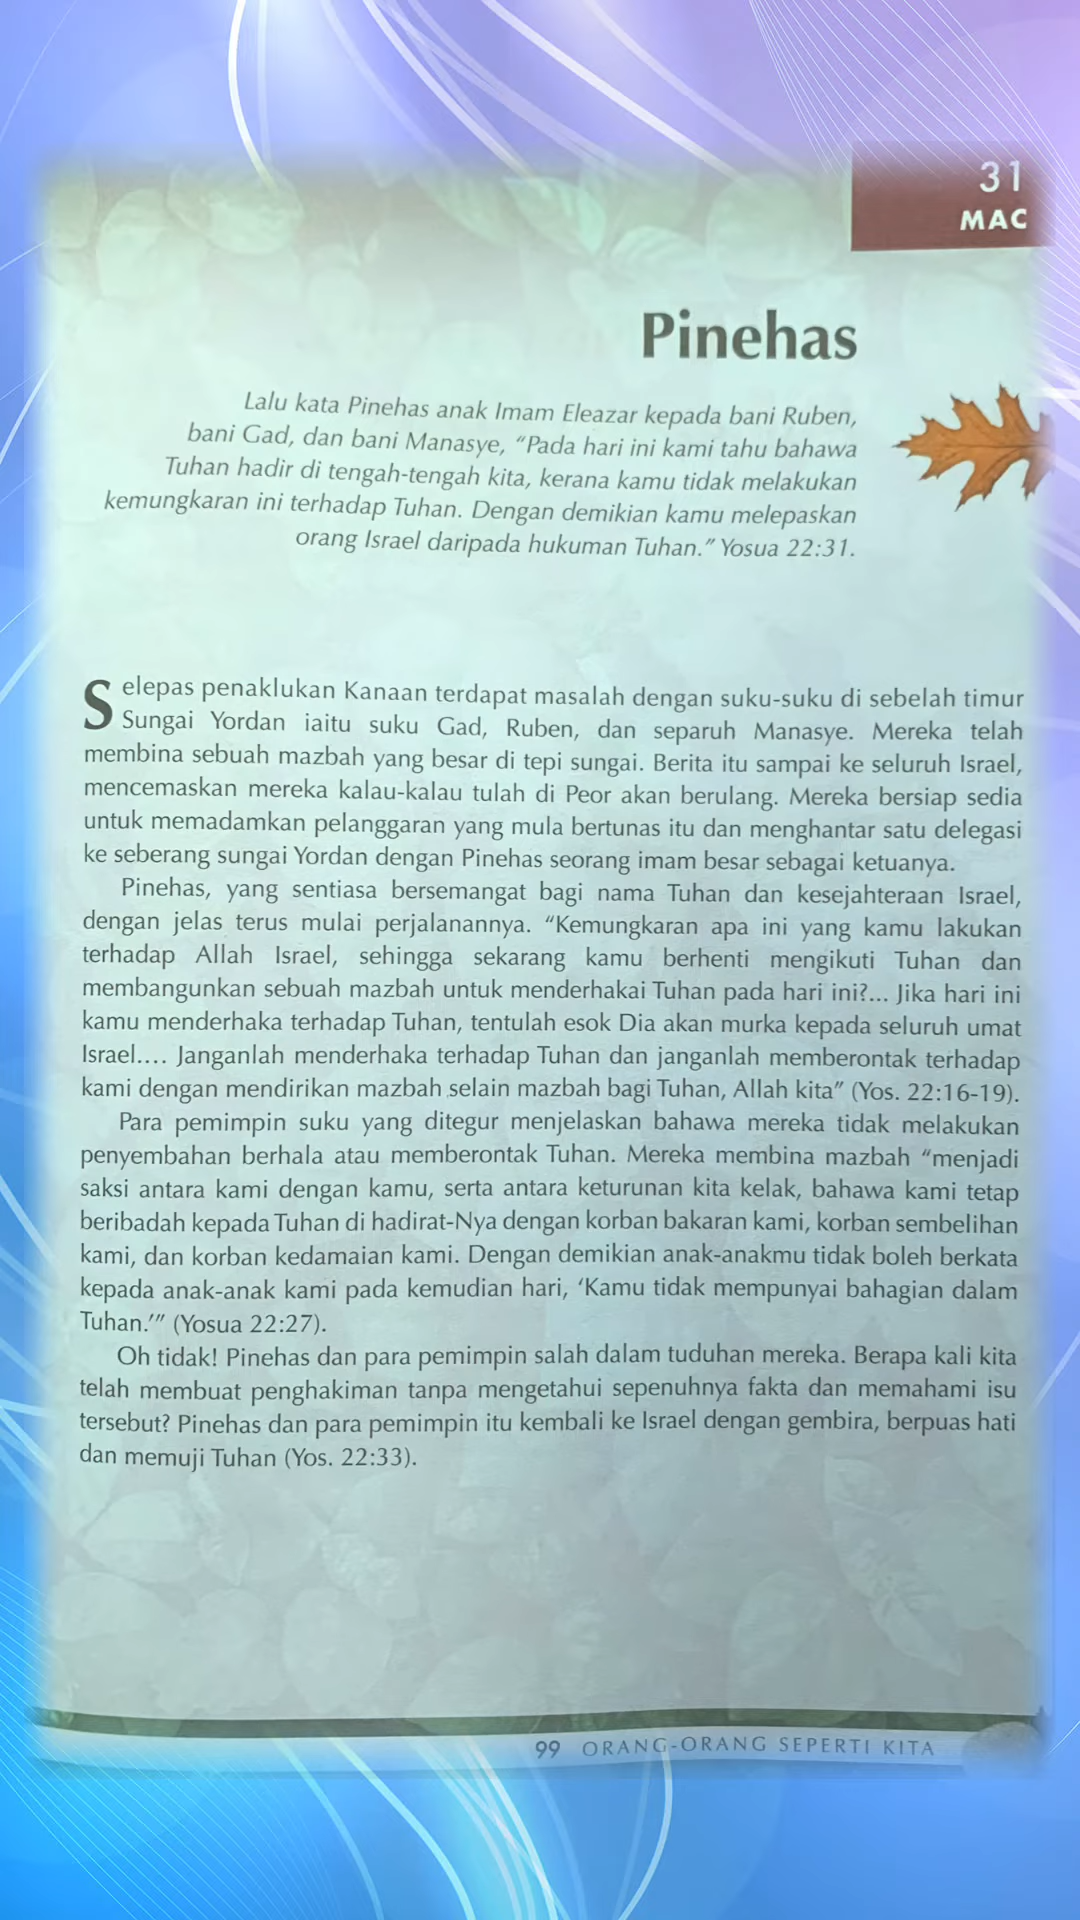 31
MAC
Pinehas
Lalu kata Pinehas anak Imam Eleazar kepada bani Ruben,
bani Gad, dan bani Manasye, “Pada hari ini kami tahu bahawa
Tuhan hadir di tengah-tengah kita, kerana kamu tidak melakukan
kemungkaran ini terhadap Tuhan. Dengan demikian kamu melepaskan
orang Israel daripada hukuman Tuhan.” Yosua 22:31.
Selepas penaklukan Kanaan terdapat masalah dengan suku-suku di sebelah timur
Sungai Yordan iaitu suku Gad, Ruben, dan separuh Manasye. Mereka telah
membina sebuah mazbah yang besar di tepi sungai. Berita itu sampai ke seluruh Israel,
mencemaskan mereka kalau-kalau tulah di Peor akan berulang. Mereka bersiap sedia
untuk memadamkan pelanggaran yang mula bertunas itu dan menghantar satu delegasi
ke seberang sungai Yordan dengan Pinehas seorang imam besar sebagai ketuanya.
Pinehas, yang sentiasa bersemangat bagi nama Tuhan dan kesejahteraan Israel,
dengan jelas terus mulai perjalanannya. “Kemungkaran apa ini yang kamu lakukan
terhadap Allah Israel, sehingga sekarang kamu berhenti mengikuti Tuhan dan
membangunkan sebuah mazbah untuk menderhakai Tuhan pada hari ini?... Jika hari ini
kamu menderhaka terhadap Tuhan, tentulah esok Dia akan murka kepada seluruh umat
Israel.... Janganlah menderhaka terhadap Tuhan dan janganlah memberontak terhadap
kami dengan mendirikan mazbah selain mazbah bagi Tuhan, Allah kita” (Yos. 22:16-19).
Para pemimpin suku yang ditegur menjelaskan bahawa mereka tidak melakukan
penyembahan berhala atau memberontak Tuhan. Mereka membina mazbah “menjadi
saksi antara kami dengan kamu, serta antara keturunan kita kelak, bahawa kami tetap
beribadah kepada Tuhan di hadirat-Nya dengan korban bakaran kami, korban sembelihan
kami, dan korban kedamaian kami. Dengan demikian anak-anakmu tidak boleh berkata
kepada anak-anak kami pada kemudian hari, ‘Kamu tidak mempunyai bahagian dalam
Tuhan.’” (Yosua 22:27).
Oh tidak! Pinehas dan para pemimpin salah dalam tuduhan mereka. Berapa kali kita
telah membuat penghakiman tanpa mengetahui sepenuhnya fakta dan memahami isu
tersebut? Pinehas dan para pemimpin itu kembali ke Israel dengan gembira, berpuas hati
dan memuji Tuhan (Yos. 22:33).
99 ORANG-ORANG SEPERTI KITA